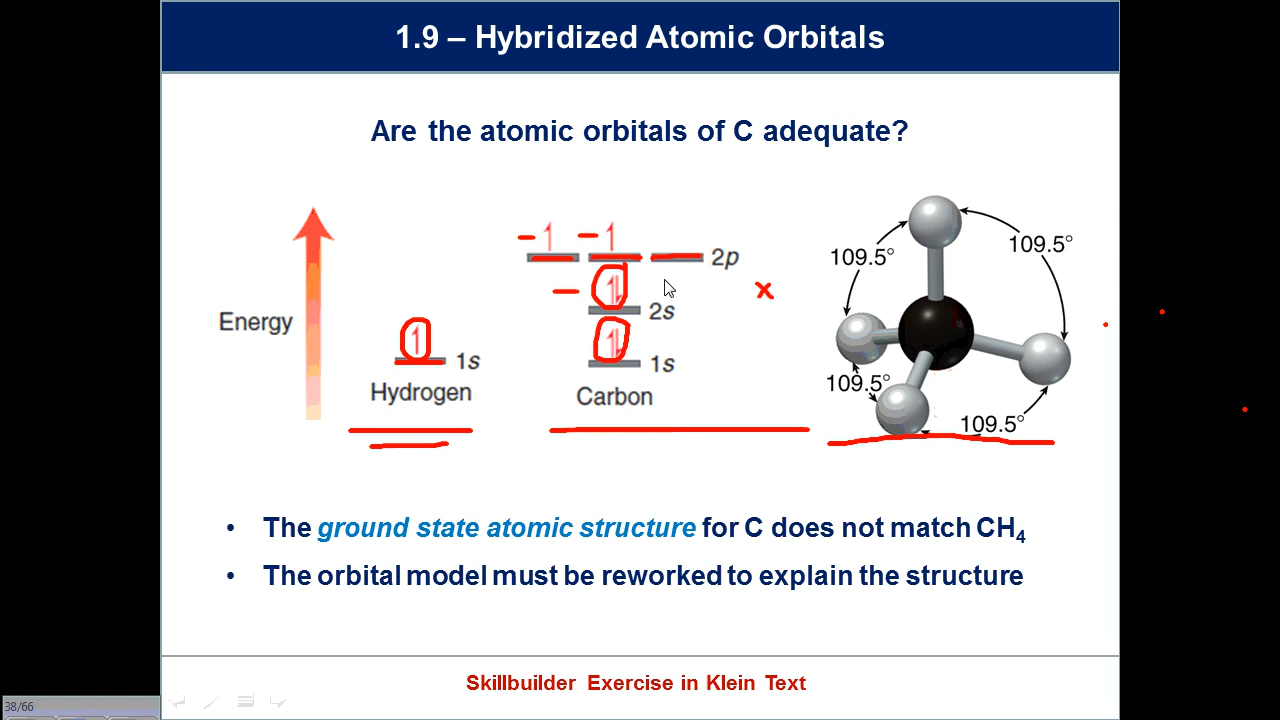 1.9 – Hybridized Atomic Orbitals
Are the atomic orbitals of C adequate?
Energy
1s
Hydrogen
2p
2s
1s
Carbon
x
109.5°
109.5°
109.5°
109.5°
• The ground state atomic structure for C does not match CH₄
• The orbital model must be reworked to explain the structure
Skillbuilder Exercise in Klein Text
38/66